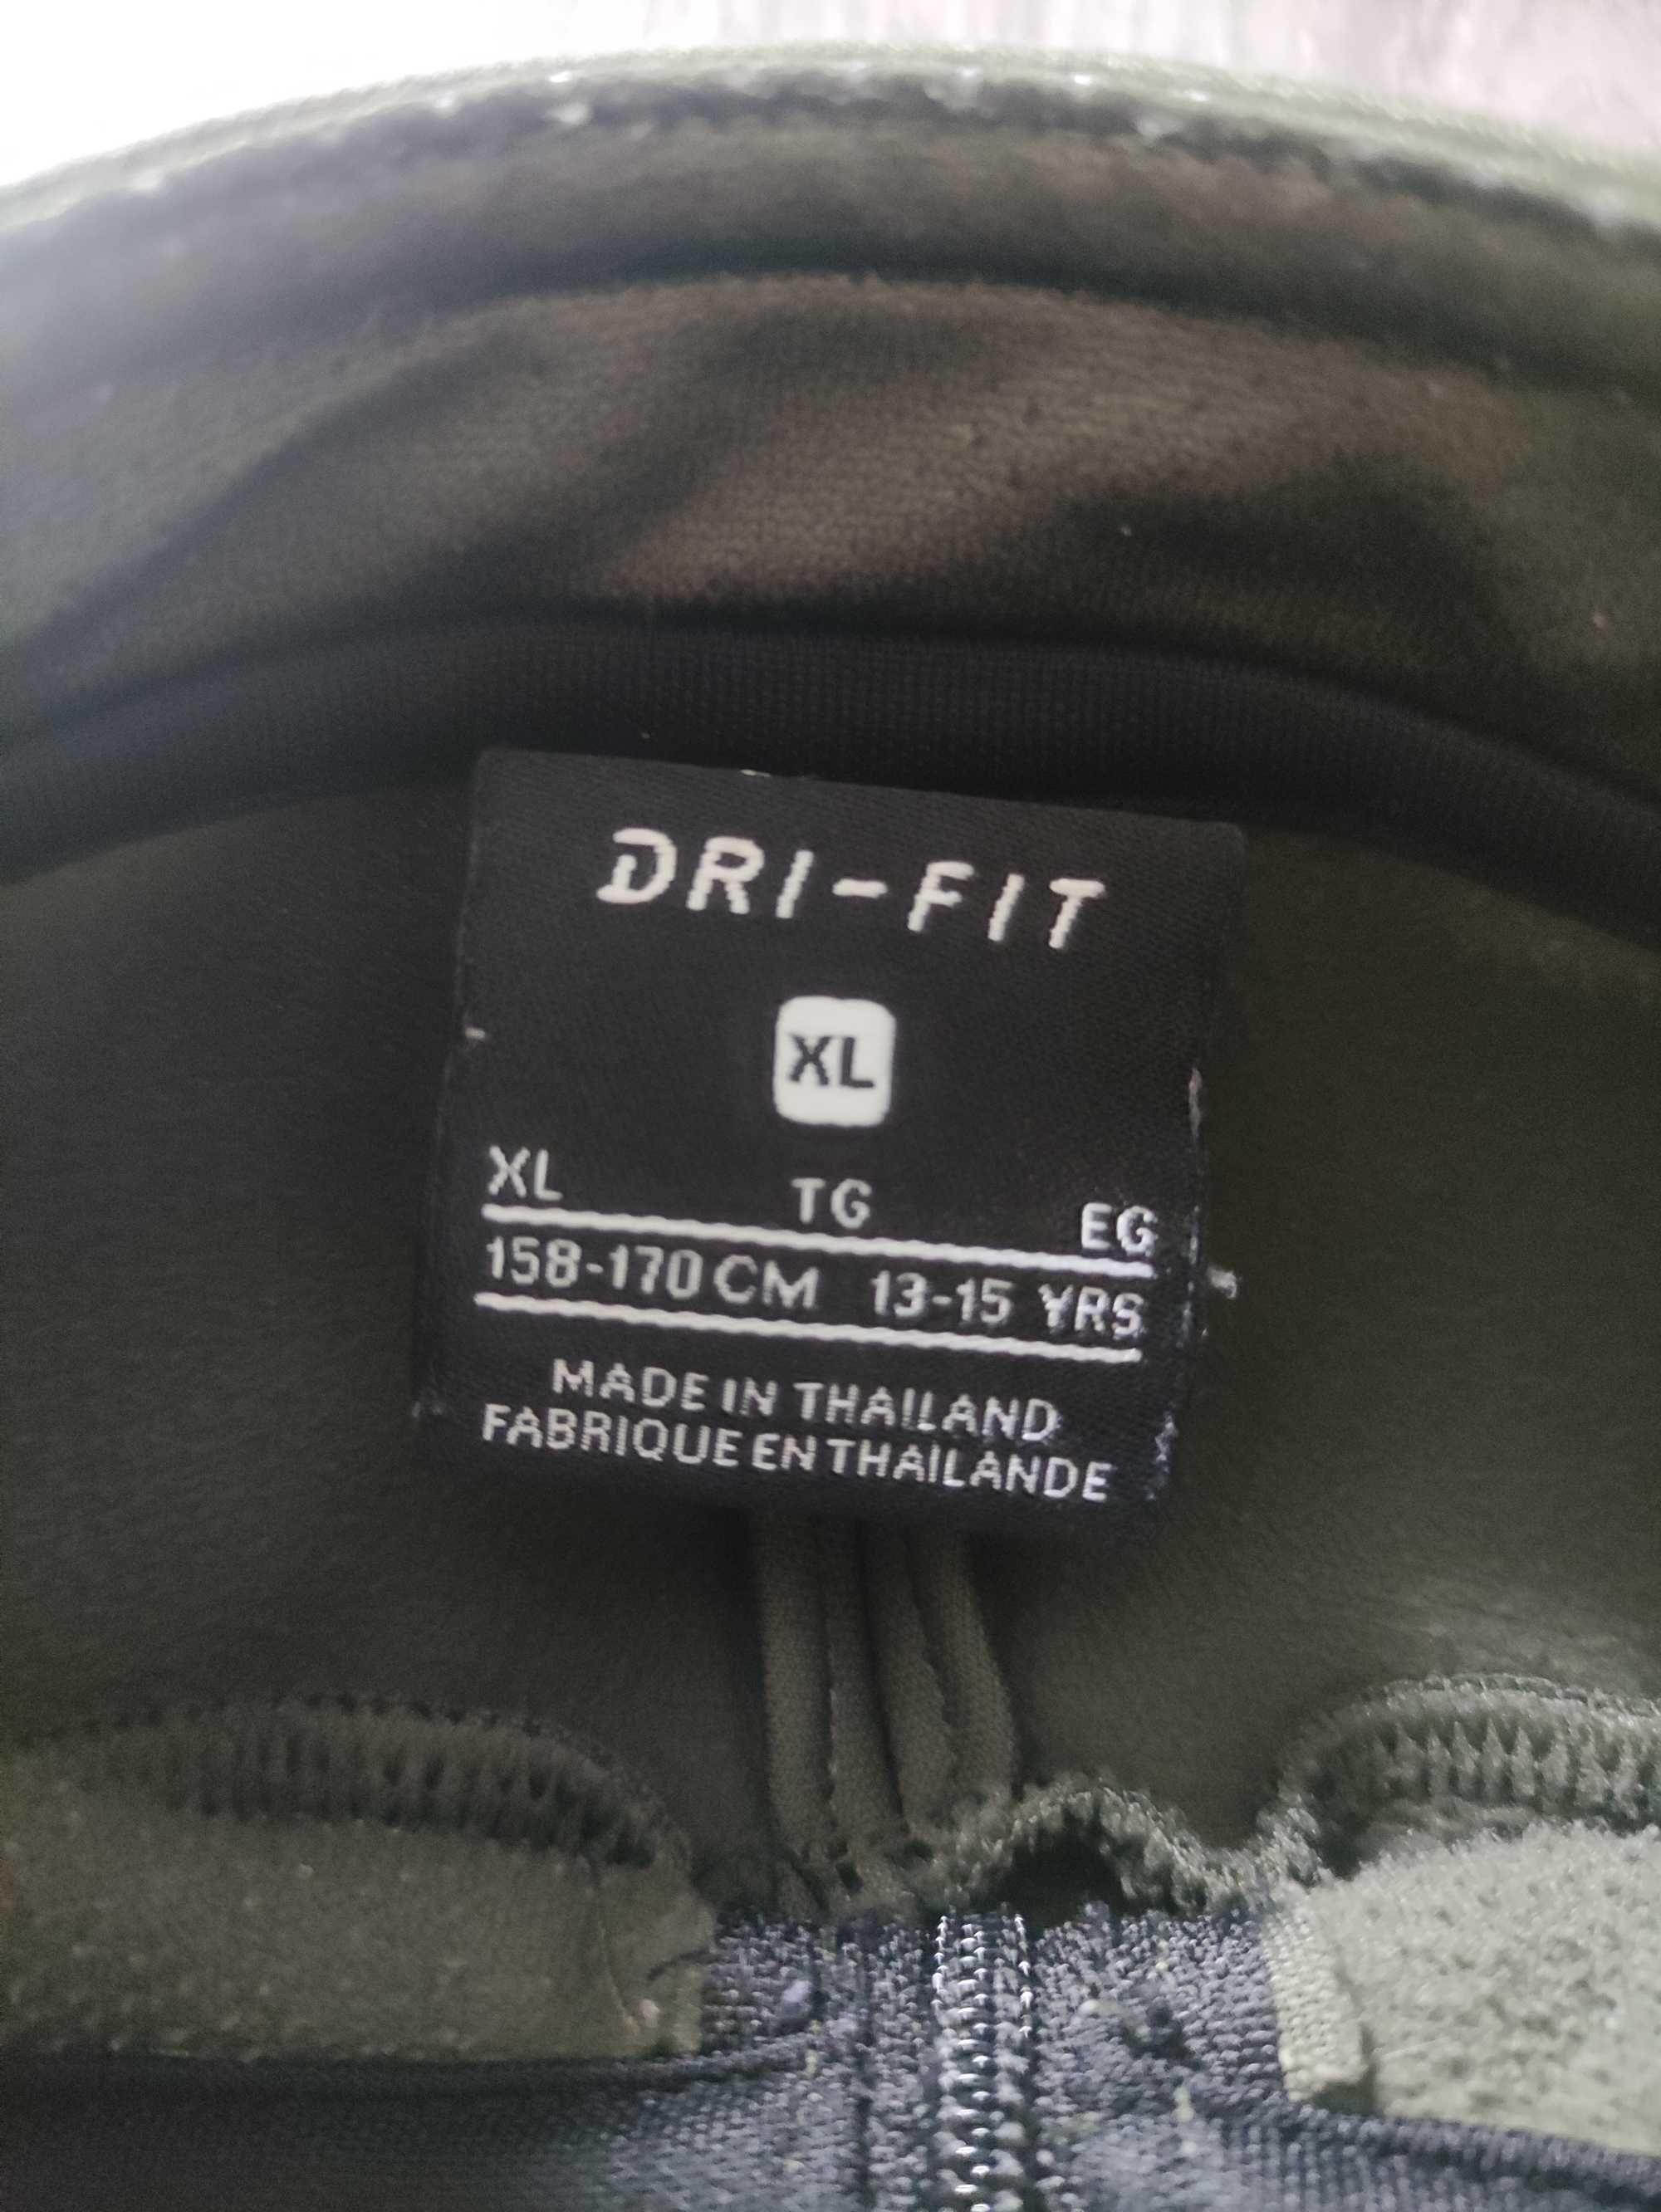 DRI-FIT
XL
XL TG EG
158-170 CM 13-15 YRS
MADE IN THAILAND
FABRIQUE EN THAILANDE